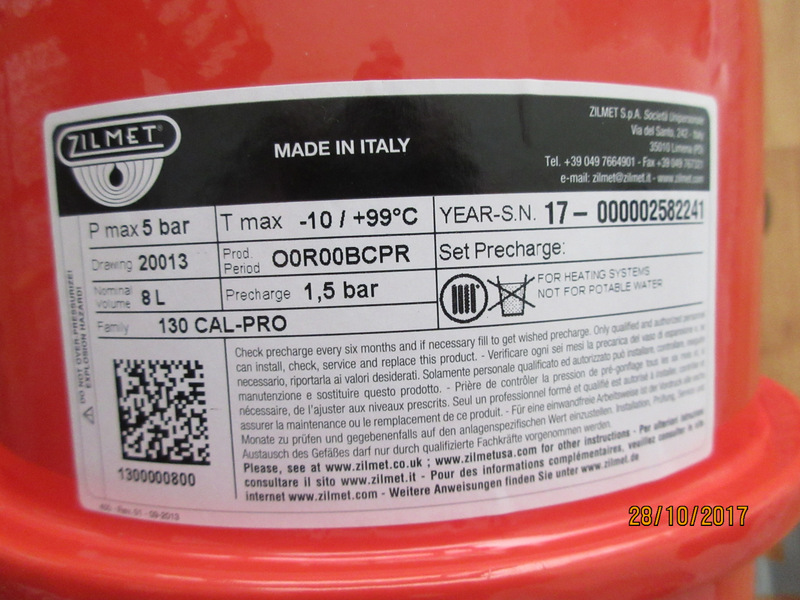 ZILMET®
MADE IN ITALY
ZILMET S.p.A. Società Unipersonale
Via del Santo, 242 - Italy
35010 Limena (PD)
Tel. +39 049 7664901 - Fax +39 049 767321
e-mail: zilmet@zilmet.it - www.zilmet.com
P max 5 bar
T max -10 / +99°C
YEAR-S.N. 17 – 000002582241
Drawing 20013
Prod. Period O0R00BCPR
Set Precharge:
Nominal Volume 8 L
Precharge 1,5 bar
FOR HEATING SYSTEMS
NOT FOR POTABLE WATER
Family 130 CAL-PRO
DO NOT OVER PRESSURIZE!
EXPLOSION HAZARD!
1300000800
Check precharge every six months and if necessary fill to get wished precharge. Only qualified and authorized personnel
can install, check, service and replace this product. - Verificare ogni sei mesi la precarica del vaso di espansione e, se
necessario, riportarla ai valori desiderati. Solamente personale qualificato ed autorizzato può installare, controllare, eseguire
manutenzione e sostituire questo prodotto. - Prière de contrôler la pression de pré-gonflage tous les six mois et, si
nécessaire, de l'ajuster aux niveaux prescrits. Seul un professionnel formé et qualifié est autorisé à installer, contrôler,
assurer la maintenance ou le remplacement de ce produit. - Für eine einwandfreie Arbeitsweise ist der Vordruck alle sechs
Monate zu prüfen und gegebenenfalls auf den anlagenspezifischen Wert einzustellen. Installation, Prüfung, Service und
Austausch des Gefäßes darf nur durch qualifizierte Fachkräfte vorgenommen werden.
Please, see at www.zilmet.co.uk ; www.zilmetusa.com for other instructions - Per ulteriori istruzioni
consultare il sito www.zilmet.it - Pour des informations complémentaires, veuillez consulter le site
internet www.zilmet.com - Weitere Anweisungen finden Sie unter www.zilmet.de
Rev. 01 - 09-2013
28/10/2017